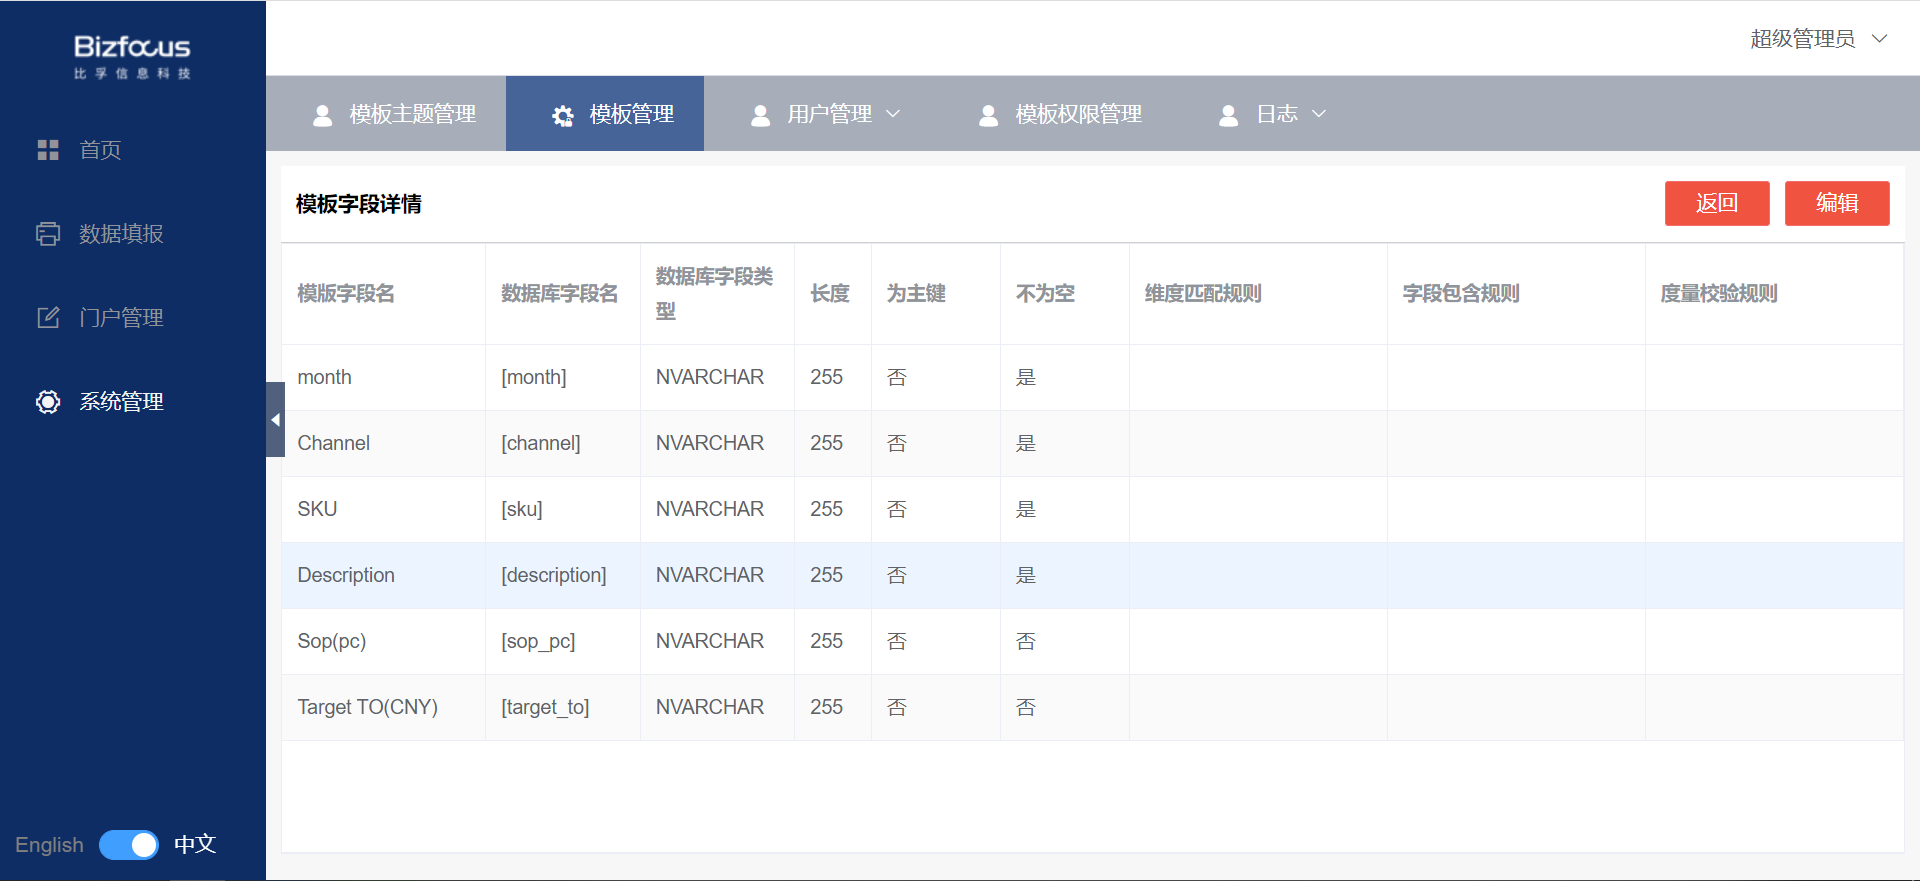 Bizfocus
比孚信息科技
超级管理员
首页
数据填报
门户管理
系统管理
English 中文
模板主题管理 模板管理 用户管理 模板权限管理 日志
模板字段详情 返回 编辑
模版字段名 数据库字段名 数据库字段类型 长度 为主键 不为空 维度匹配规则 字段包含规则 度量校验规则
month [month] NVARCHAR 255 否 是
Channel [channel] NVARCHAR 255 否 是
SKU [sku] NVARCHAR 255 否 是
Description [description] NVARCHAR 255 否 是
Sop(pc) [sop_pc] NVARCHAR 255 否 否
Target TO(CNY) [target_to] NVARCHAR 255 否 否